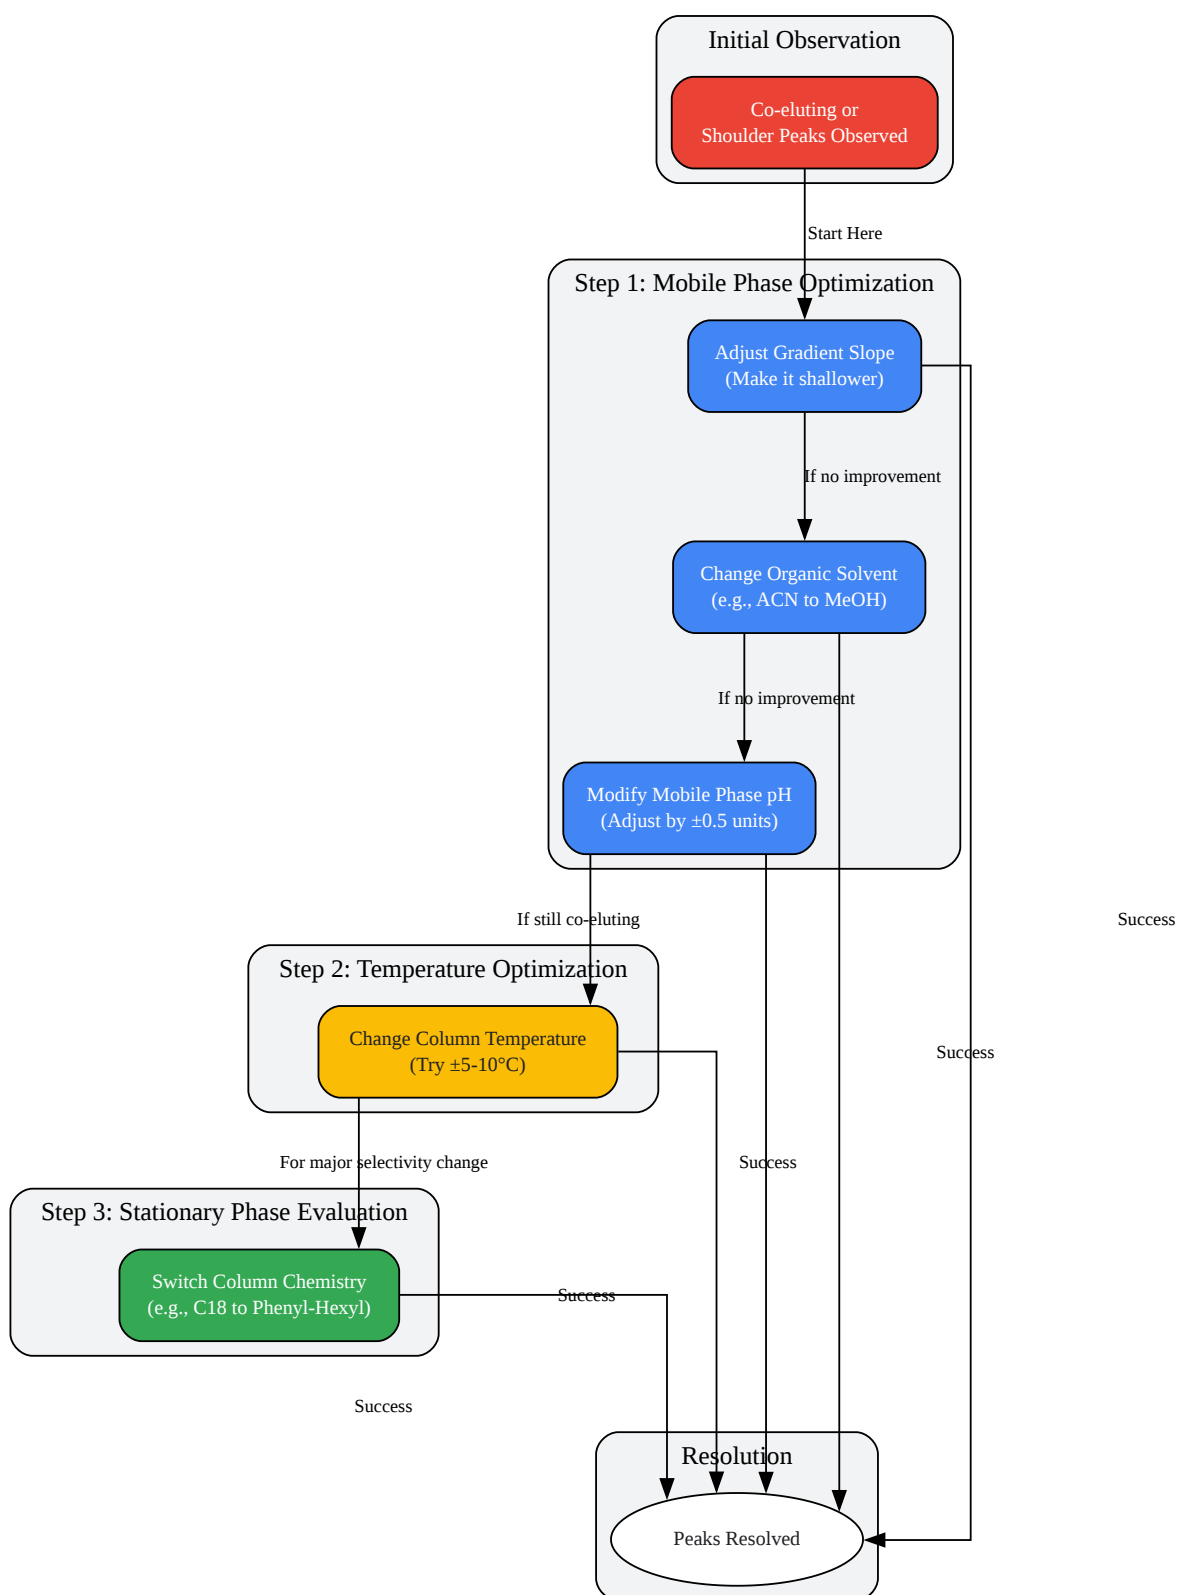 Initial Observation
Co-eluting or
Shoulder Peaks Observed
Start Here
Step 1: Mobile Phase Optimization
Adjust Gradient Slope
(Make it shallower)
If no improvement
Change Organic Solvent
(e.g., ACN to MeOH)
If no improvement
Modify Mobile Phase pH
(Adjust by ±0.5 units)
If still co-eluting
Success
Step 2: Temperature Optimization
Change Column Temperature
(Try ±5-10°C)
Success
For major selectivity change
Success
Step 3: Stationary Phase Evaluation
Switch Column Chemistry
(e.g., C18 to Phenyl-Hexyl)
Success
Success
Resolution
Peaks Resolved